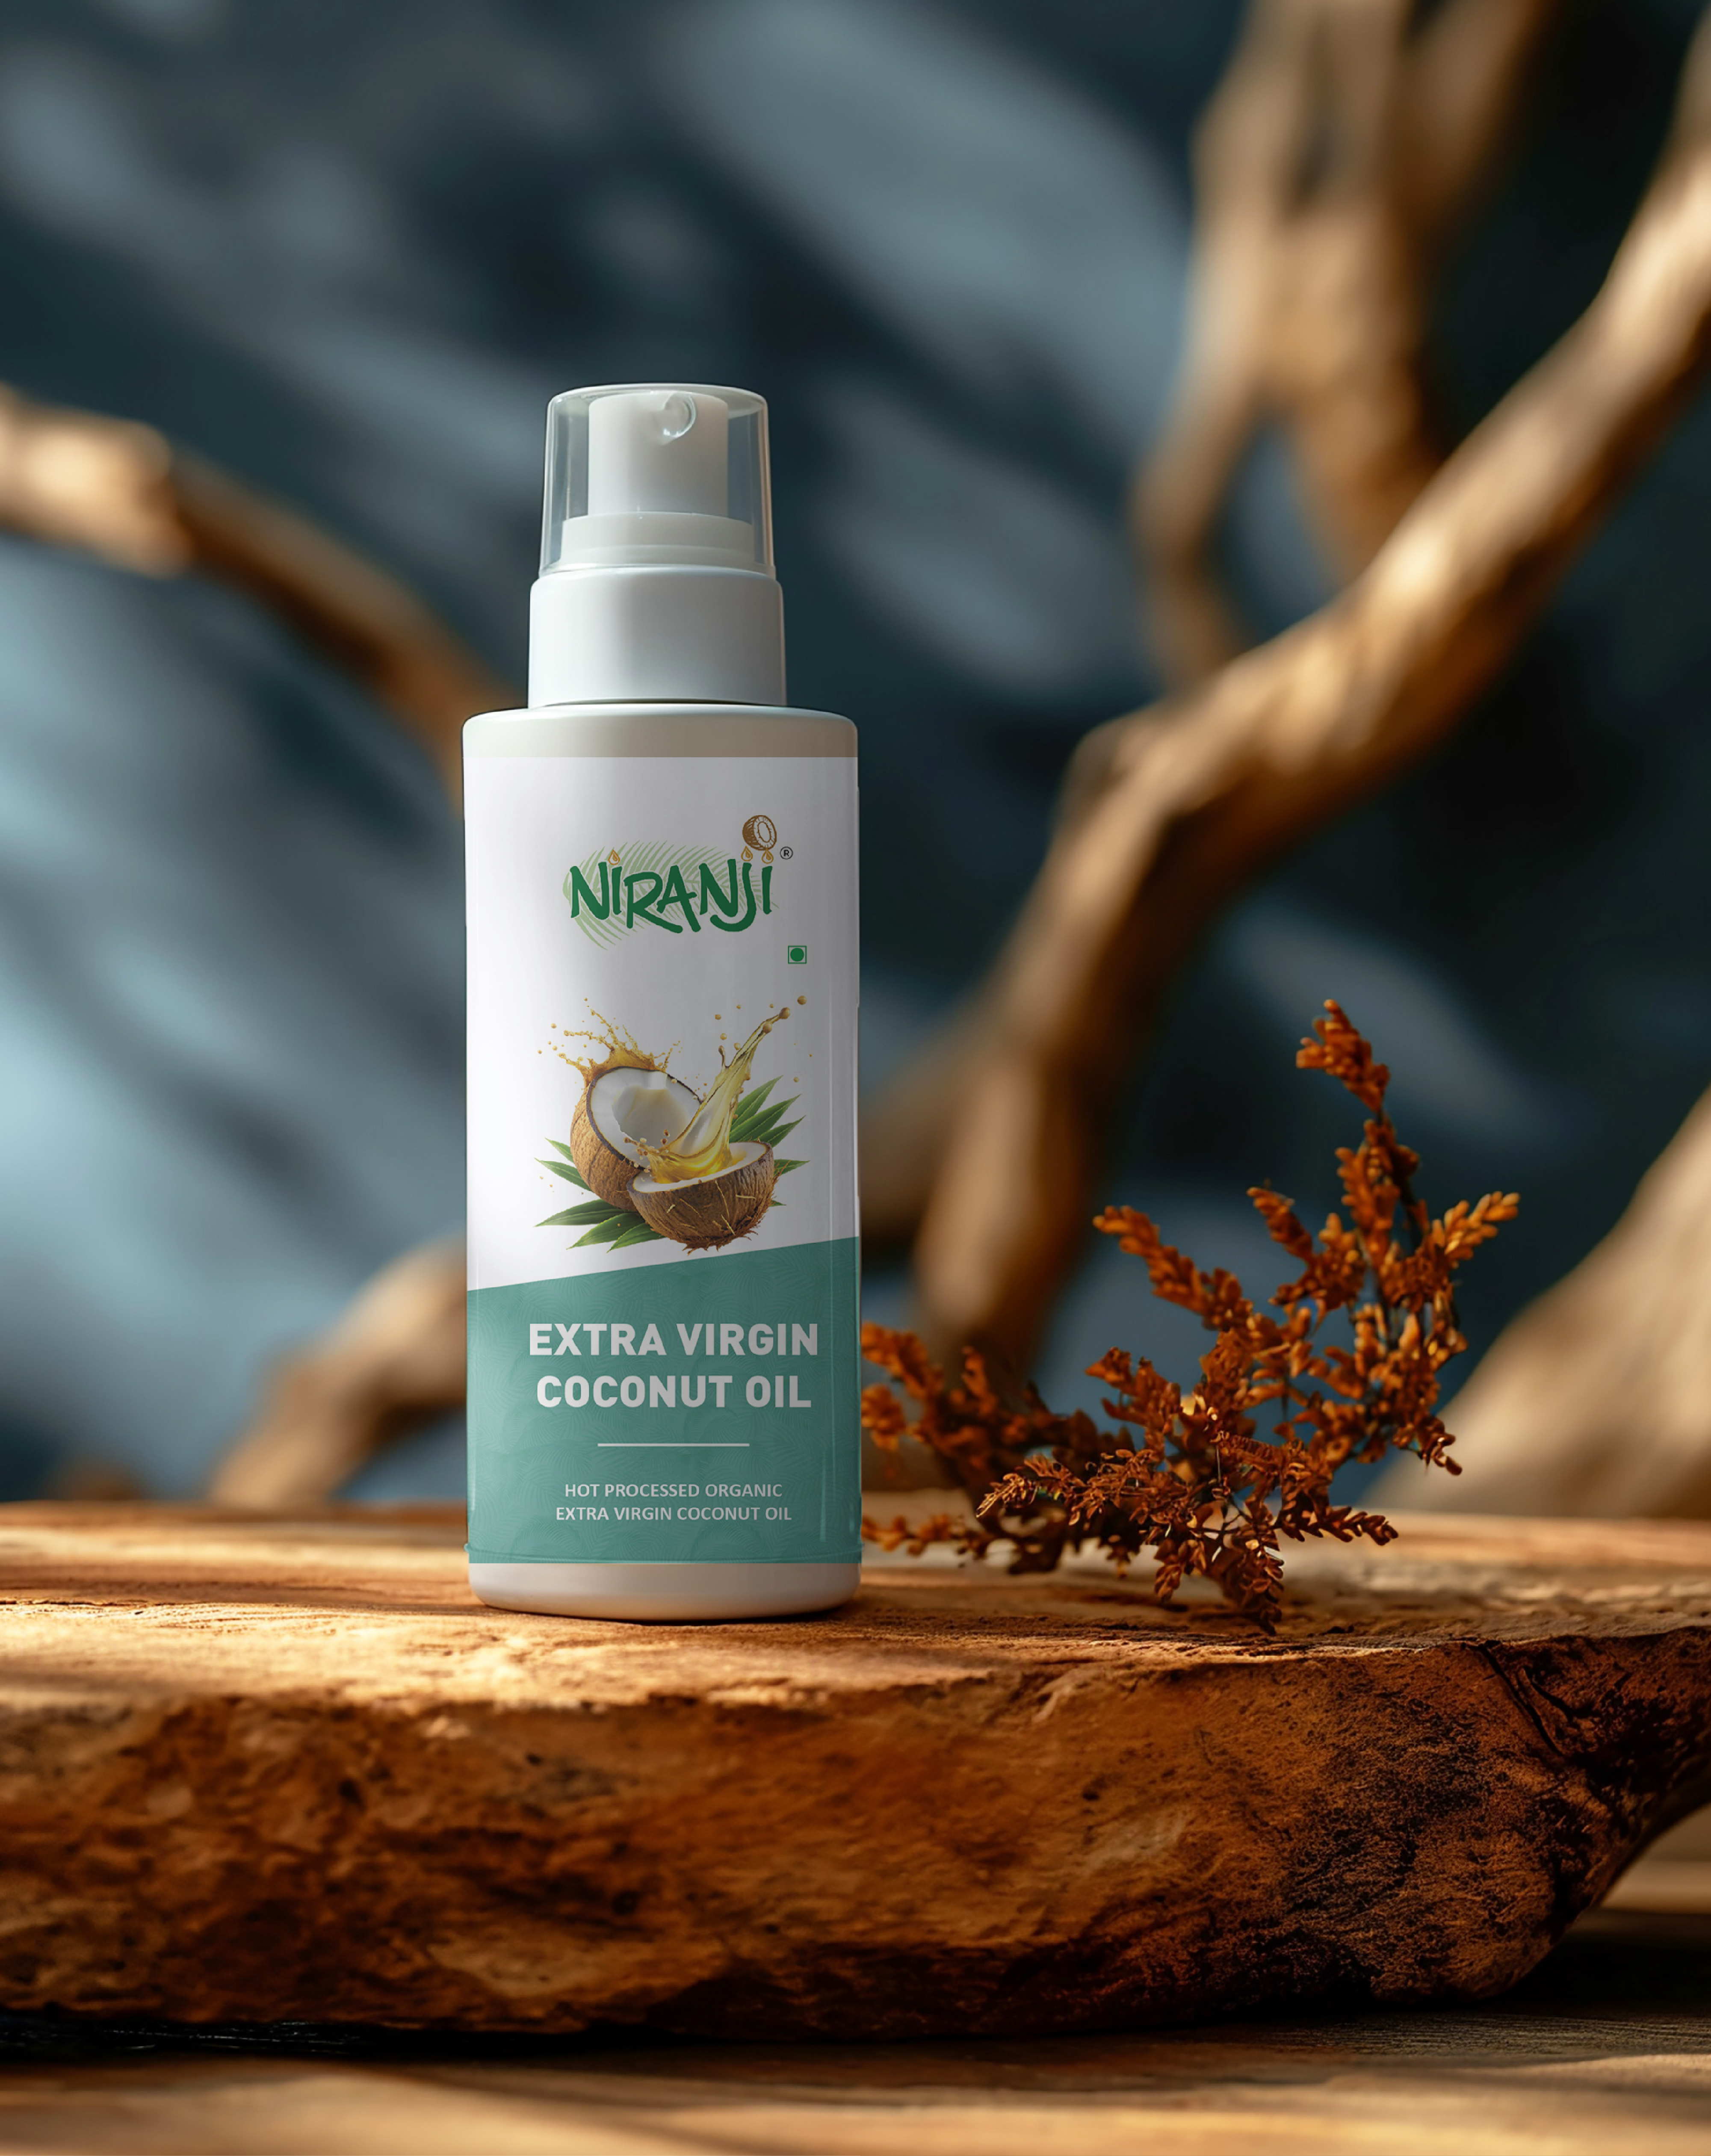 NiRANJi ®
EXTRA VIRGIN
COCONUT OIL
HOT PROCESSED ORGANIC
EXTRA VIRGIN COCONUT OIL